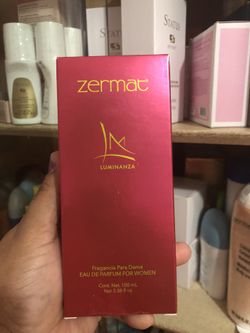 STATUS
zermat
LM
LUMINANZA
Fragancia Para Dama
EAU DE PARFUM FOR WOMEN
Cont. Net. 100 mL
Net 3.38 fl oz